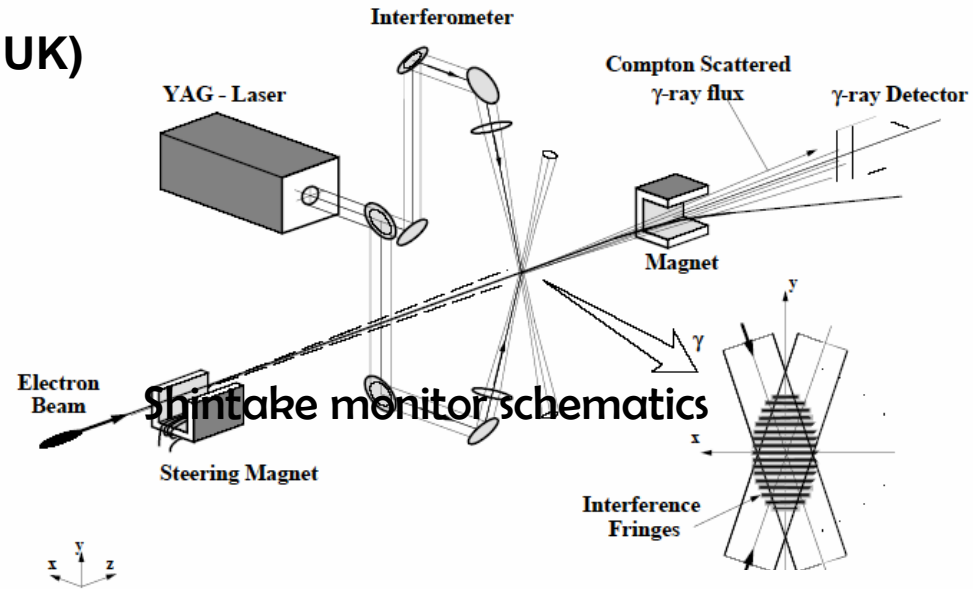 UK)
Interferometer
YAG - Laser
Compton Scattered
γ-ray flux
γ-ray Detector
Magnet
y
γ
Electron
Beam
Shintake monitor schematics
x
Steering Magnet
Interference
Fringes
y
x
z